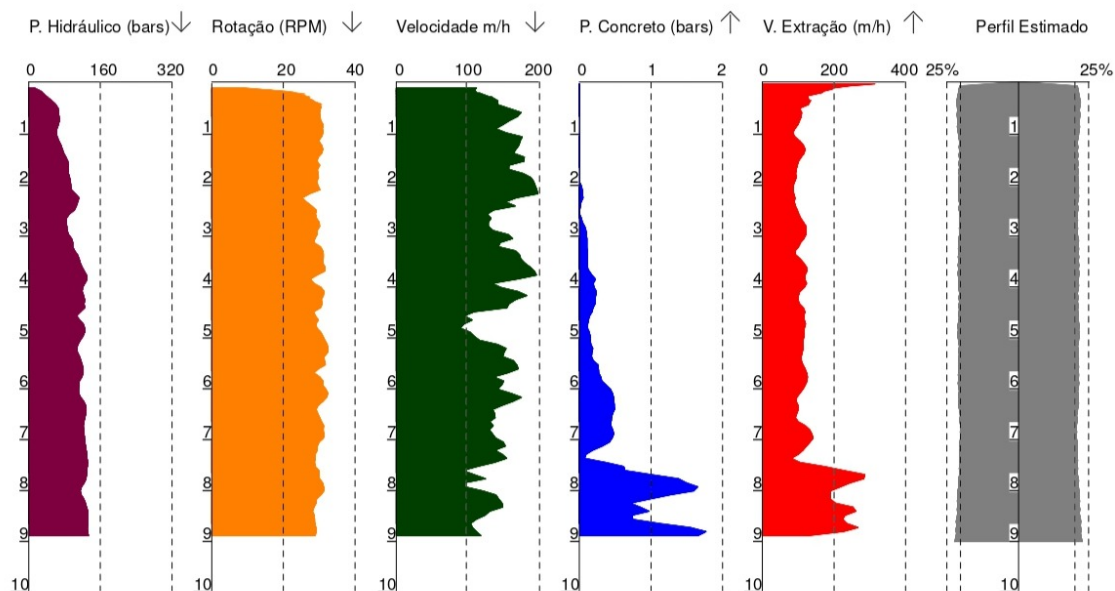 P. Hidráulico (bars) Rotação (RPM) Velocidade m/h P. Concreto (bars) V. Extração (m/h) Perfil Estimado
0 160 320 0 20 40 0 100 200 0 1 2 0 200 400 25% 25%
1 1 1 1 1 1
2 2 2 2 2 2
3 3 3 3 3 3
4 4 4 4 4 4
5 5 5 5 5 5
6 6 6 6 6 6
7 7 7 7 7 7
8 8 8 8 8 8
9 9 9 9 9 9
10 10 10 10 10 10